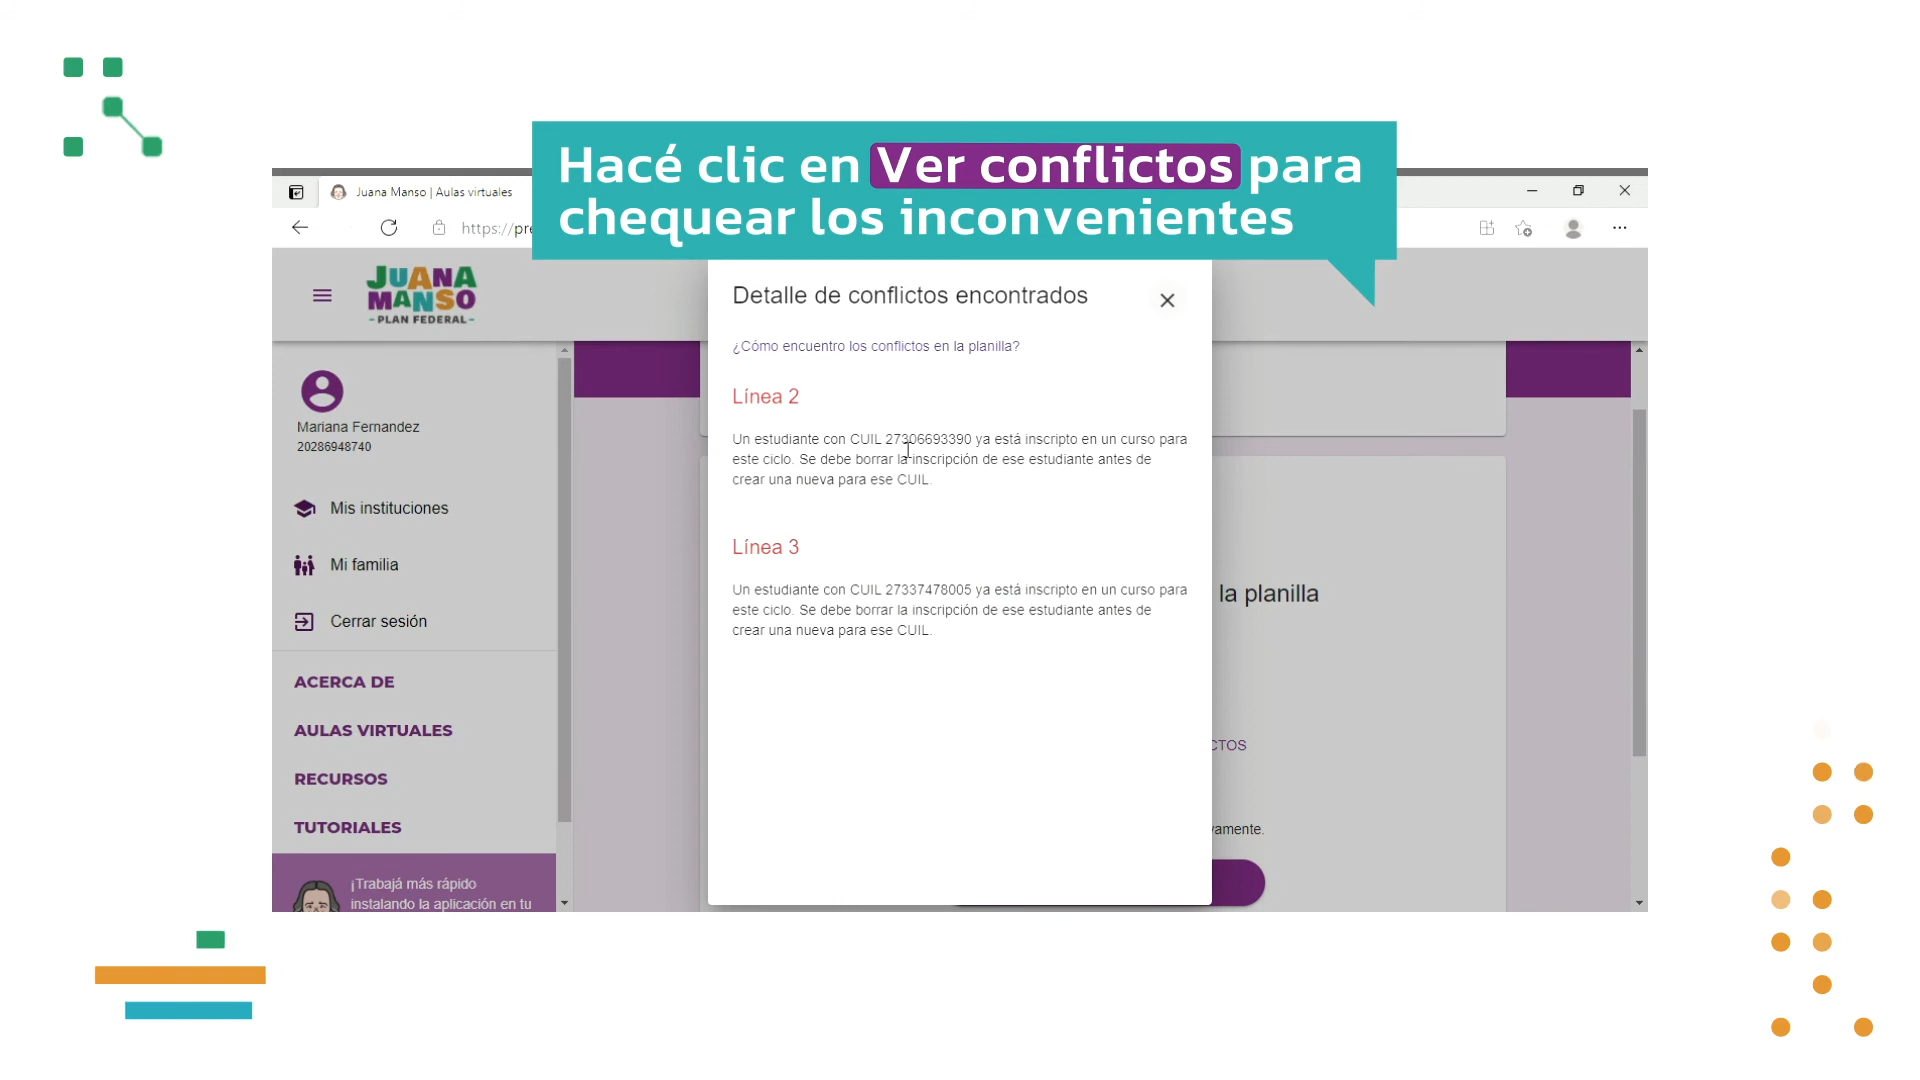 Hacé clic en Ver conflictos para
chequear los inconvenientes
Juana Manso | Aulas virtuales
https://pre
JUANA
MANSO
- PLAN FEDERAL -
Mariana Fernandez
20286948740
Mis instituciones
Mi familia
Cerrar sesión
ACERCA DE
AULAS VIRTUALES
RECURSOS
TUTORIALES
¡Trabajá más rápido
instalando la aplicación en tu
Detalle de conflictos encontrados
¿Cómo encuentro los conflictos en la planilla?
Línea 2
Un estudiante con CUIL 27306693390 ya está inscripto en un curso para
este ciclo. Se debe borrar la inscripción de ese estudiante antes de
crear una nueva para ese CUIL.
Línea 3
Un estudiante con CUIL 27337478005 ya está inscripto en un curso para
este ciclo. Se debe borrar la inscripción de ese estudiante antes de
crear una nueva para ese CUIL.
la planilla
CTOS
vamente.